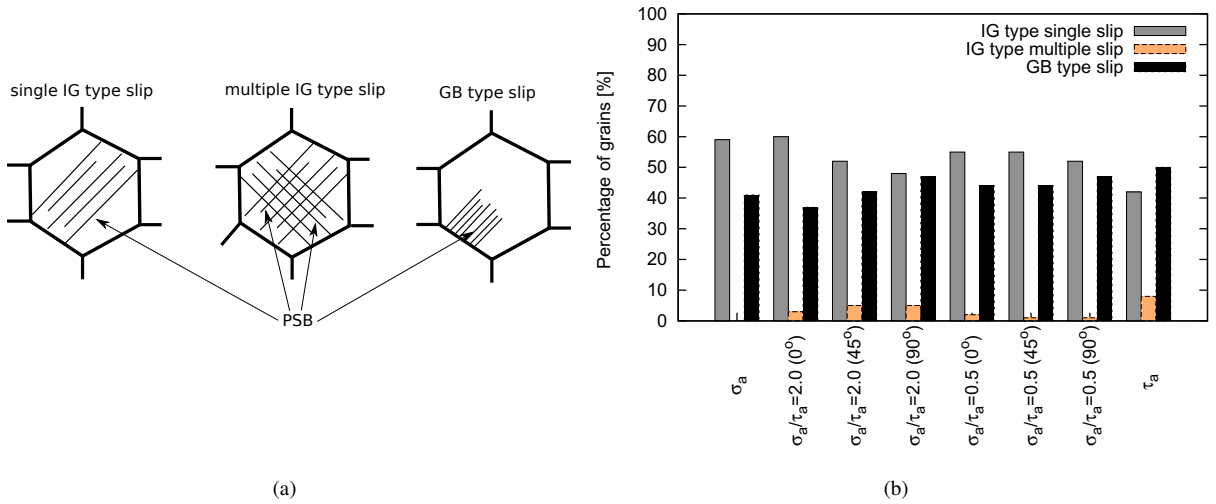 single IG type slip
multiple IG type slip
GB type slip
PSB
(a)
Percentage of grains [%]
100
90
80
70
60
50
40
30
20
10
0
IG type single slip
IG type multiple slip
GB type slip
σa
σa/τa=2.0 (0°)
σa/τa=2.0 (45°)
σa/τa=2.0 (90°)
σa/τa=0.5 (0°)
σa/τa=0.5 (45°)
σa/τa=0.5 (90°)
τa
(b)